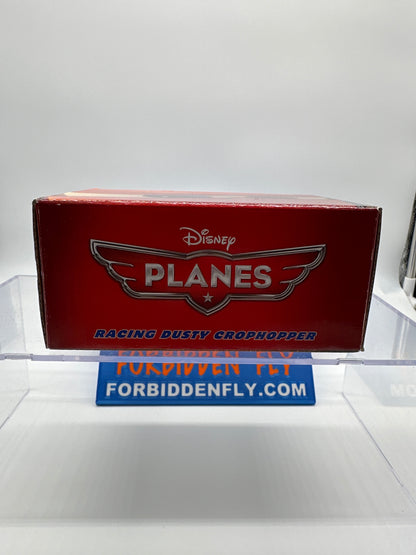 Disney
PLANES
RACING DUSTY CROPHOPPER
FORBIDDEN FLY
FORBIDDENFLY.COM